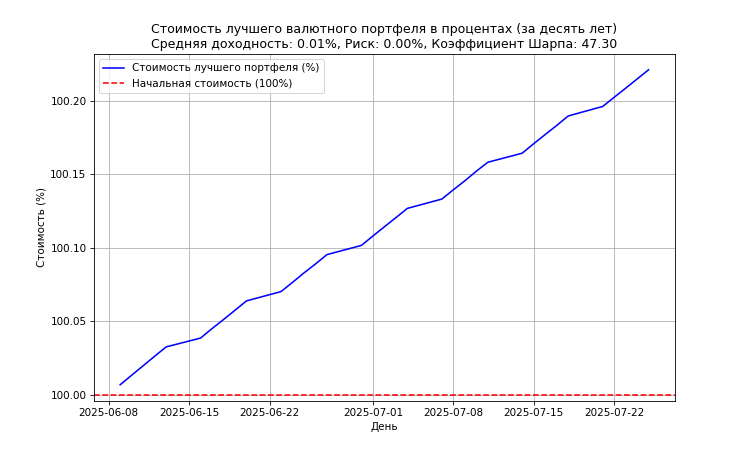 Стоимость лучшего валютного портфеля в процентах (за десять лет)
Средняя доходность: 0.01%, Риск: 0.00%, Коэффициент Шарпа: 47.30
Стоимость лучшего портфеля (%)
Начальная стоимость (100%)
Стоимость (%)
100.20
100.15
100.10
100.05
100.00
2025-06-08
2025-06-15
2025-06-22
2025-07-01
2025-07-08
2025-07-15
2025-07-22
День